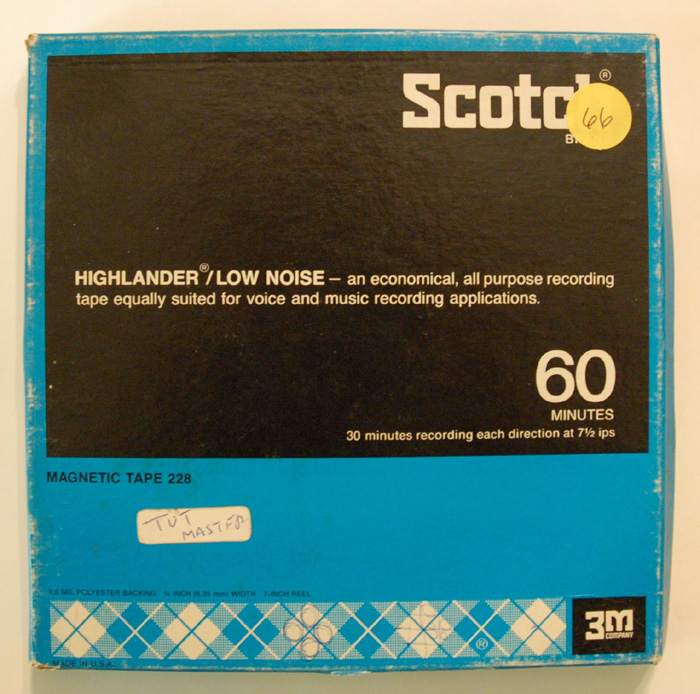 Scotch®
66
HIGHLANDER®/LOW NOISE – an economical, all purpose recording
tape equally suited for voice and music recording applications.
60
MINUTES
30 minutes recording each direction at 7½ ips
MAGNETIC TAPE 228
TUT
MASTER
1.5 MIL POLYESTER BACKING ¼ INCH (6.35 mm) WIDTH 7-INCH REEL
®
3M
COMPANY
MADE IN U.S.A.